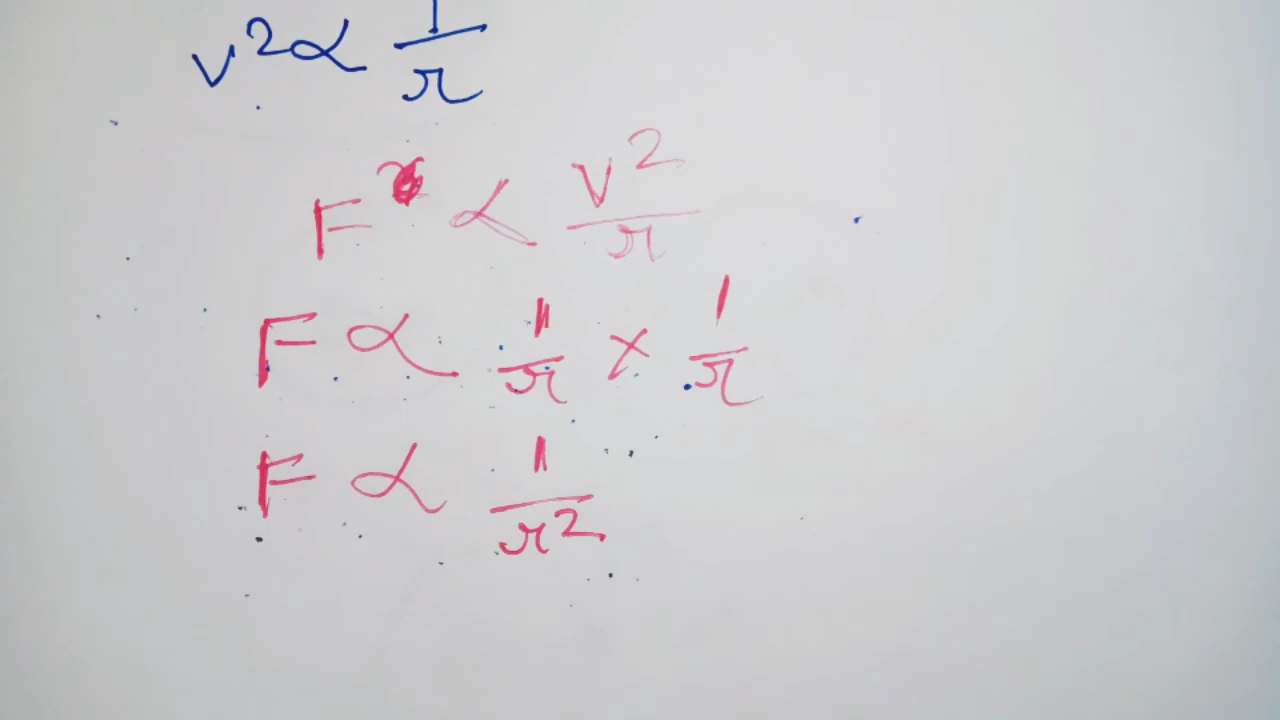 v² ∝ 1/r
F ∝ v²/r
F ∝ 1/r × 1/r
F ∝ 1/r²